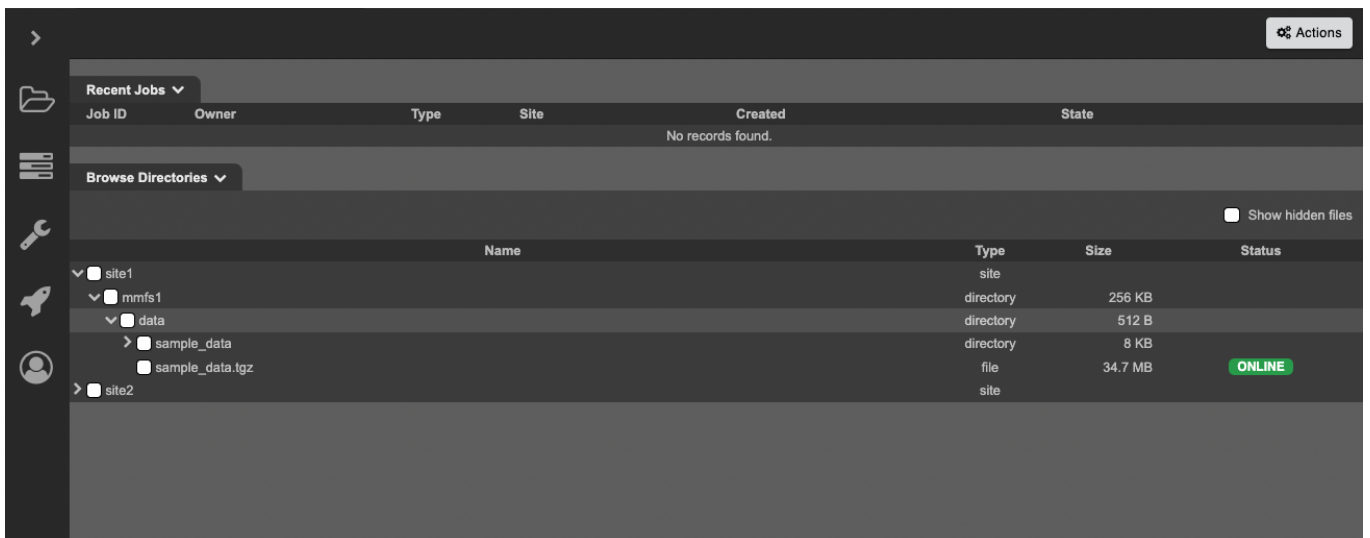 Actions
Recent Jobs
Job ID Owner Type Site Created State
No records found.
Browse Directories
Show hidden files
Name Type Size Status
site1 site
mmfs1 directory 256 KB
data directory 512 B
sample_data directory 8 KB
sample_data.tgz file 34.7 MB ONLINE
site2 site